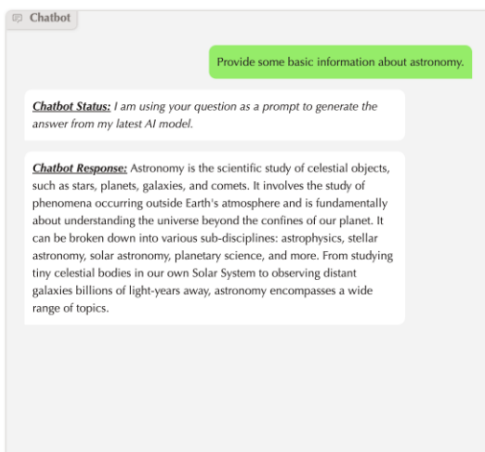 Chatbot
Provide some basic information about astronomy.
Chatbot Status: I am using your question as a prompt to generate the
answer from my latest AI model.
Chatbot Response: Astronomy is the scientific study of celestial objects,
such as stars, planets, galaxies, and comets. It involves the study of
phenomena occurring outside Earth's atmosphere and is fundamentally
about understanding the universe beyond the confines of our planet. It
can be broken down into various sub-disciplines: astrophysics, stellar
astronomy, solar astronomy, planetary science, and more. From studying
tiny celestial bodies in our own Solar System to observing distant
galaxies billions of light-years away, astronomy encompasses a wide
range of topics.